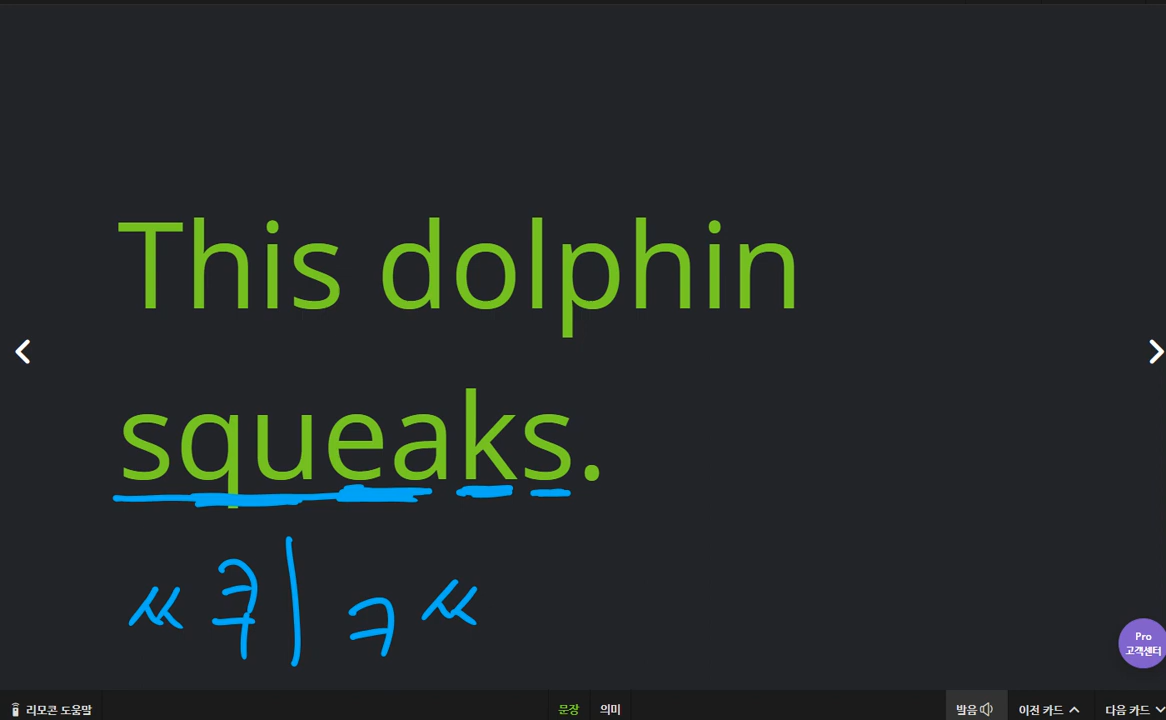 This dolphin
squeaks.
ㅆ퀴ㅋㅆ
Pro
고객센터
리모콘 도움말
문장
의미
발음
이전 카드
다음 카드